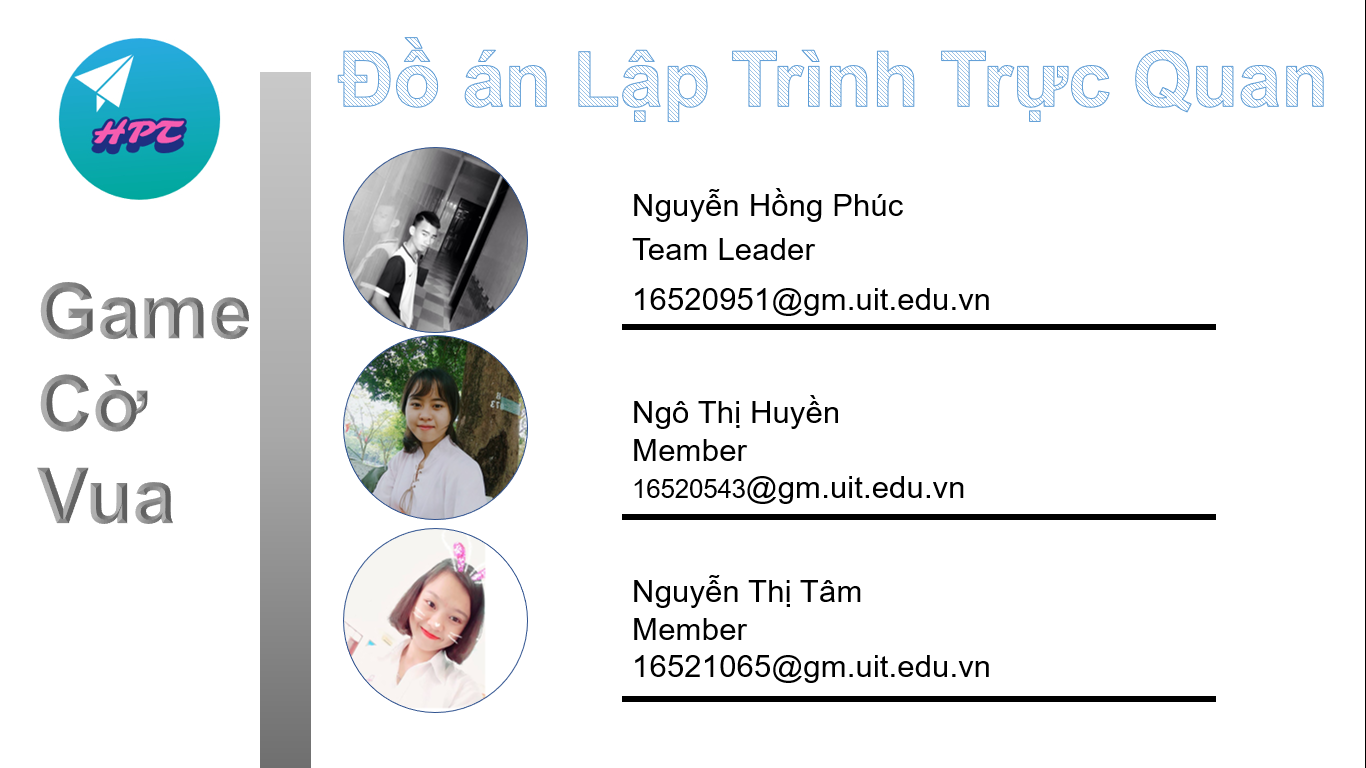 HPT
Đồ án Lập Trình Trực Quan
Game
Cờ
Vua
Nguyễn Hồng Phúc
Team Leader
16520951@gm.uit.edu.vn
Ngô Thị Huyền
Member
16520543@gm.uit.edu.vn
Nguyễn Thị Tâm
Member
16521065@gm.uit.edu.vn